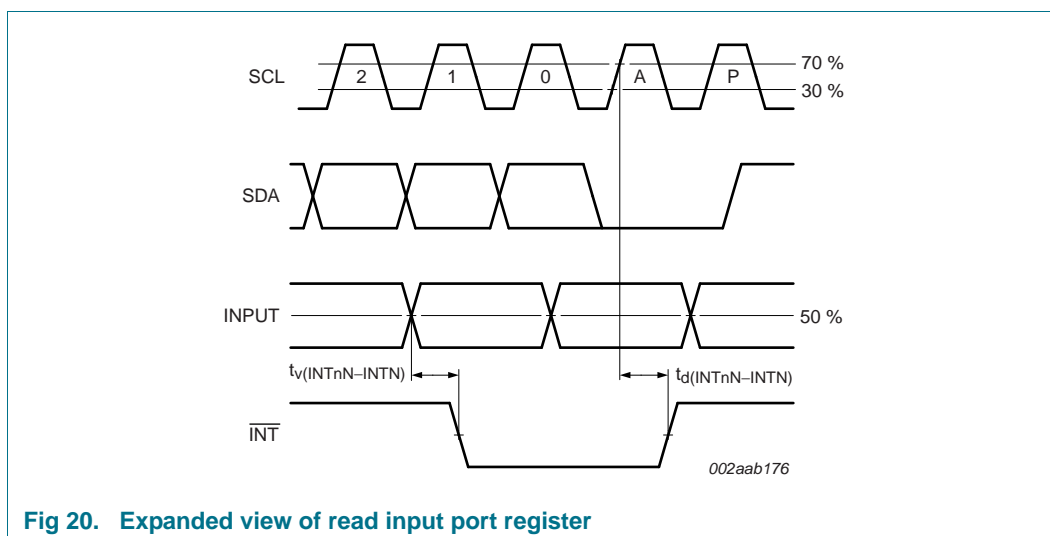 SCL 2 1 0 A P 70 %
30 %
SDA
INPUT 50 %
tv(INTnN–INTN) td(INTnN–INTN)
INT
002aab176
Fig 20. Expanded view of read input port register